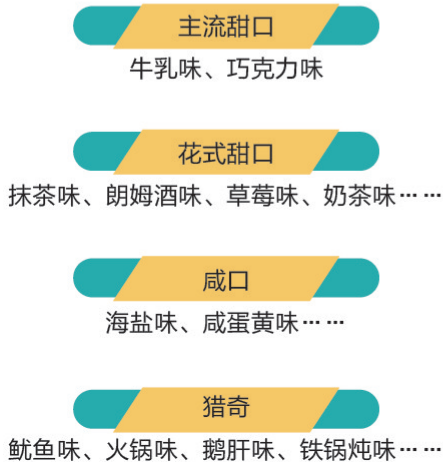 主流甜口
牛乳味、巧克力味
花式甜口
抹茶味、朗姆酒味、草莓味、奶茶味……
咸口
海盐味、咸蛋黄味……
猎奇
鱿鱼味、火锅味、鹅肝味、铁锅炖味……